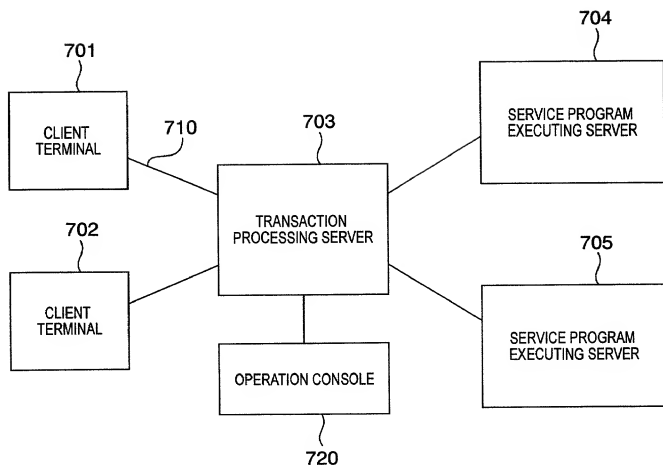 701
CLIENT
TERMINAL
710
702
CLIENT
TERMINAL
703
TRANSACTION
PROCESSING SERVER
OPERATION CONSOLE
720
704
SERVICE PROGRAM
EXECUTING SERVER
705
SERVICE PROGRAM
EXECUTING SERVER